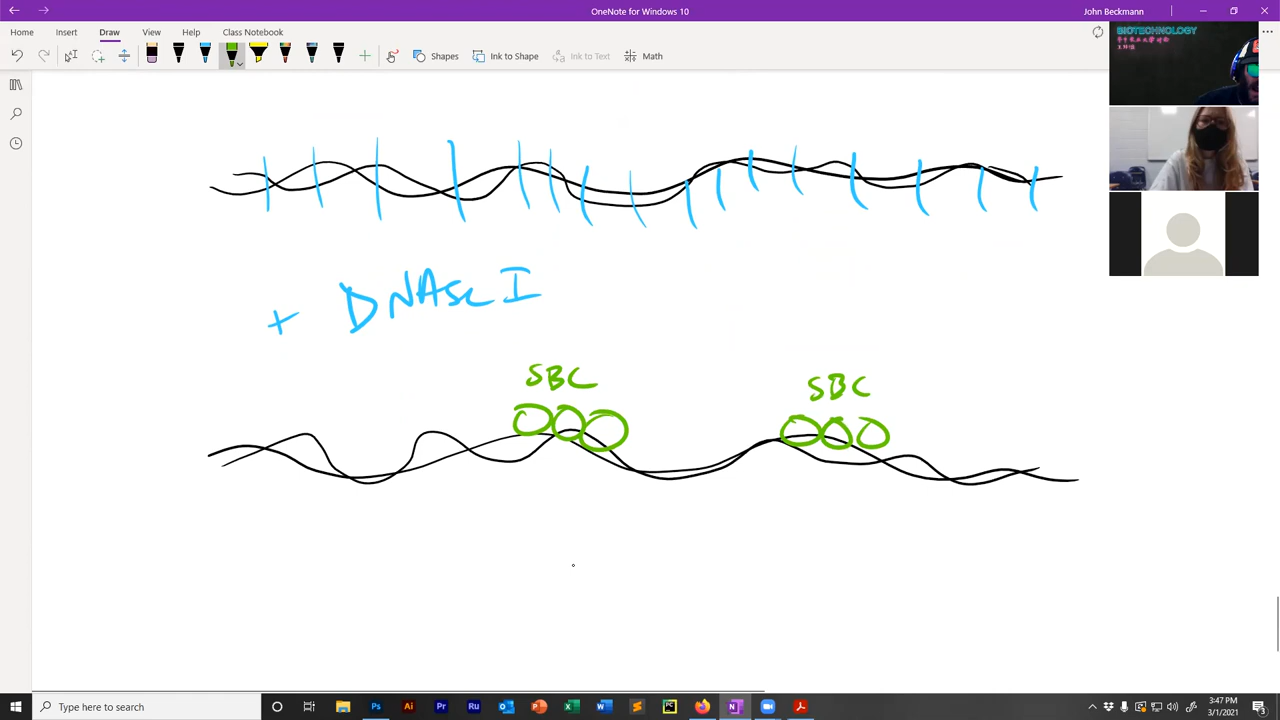 OneNote for Windows 10
John Beckmann
Home
Insert
Draw
View
Help
Class Notebook
Shapes
Ink to Shape
Ink to Text
Math
BIOTECHNOLOGY
+ DNAse I
SBC
SBC
Type here to search
3:47 PM
3/1/2021